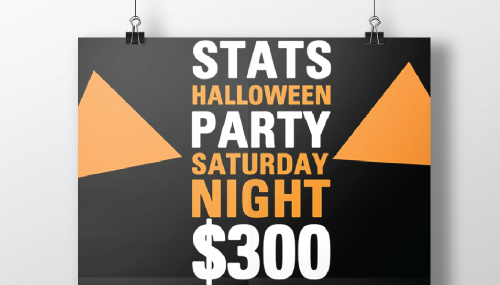 STATS
HALLOWEEN
PARTY
SATURDAY
NIGHT
$300